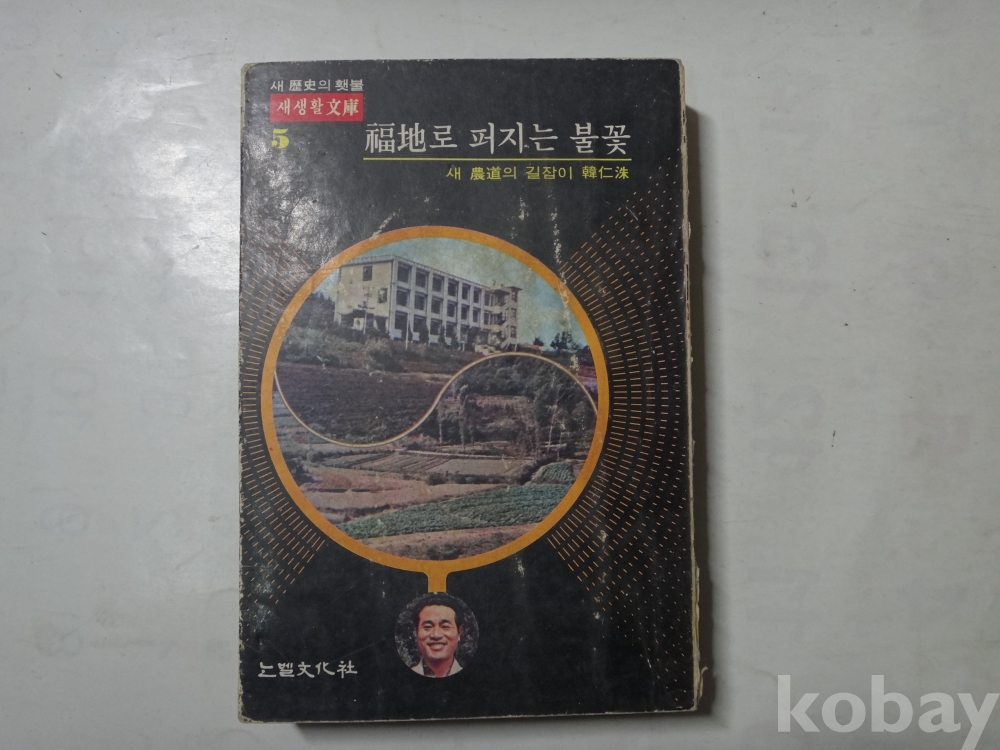 새 歷史의 횃불
새생활文庫
5
福地로 퍼지는 불꽃
새 農道의 길잡이 韓仁洙
노벨文化社
kobay